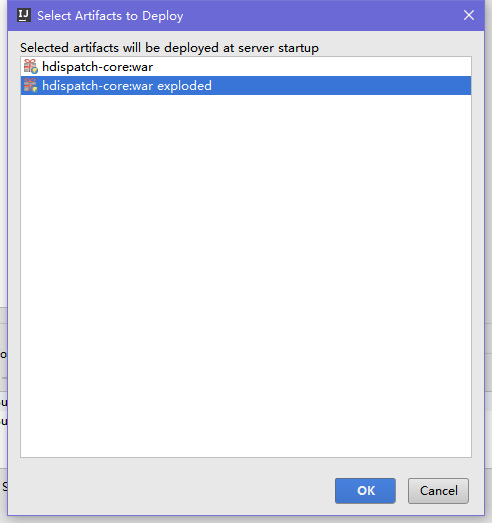 IJ
Select Artifacts to Deploy
Selected artifacts will be deployed at server startup
hdispatch-core:war
hdispatch-core:war exploded
OK
Cancel